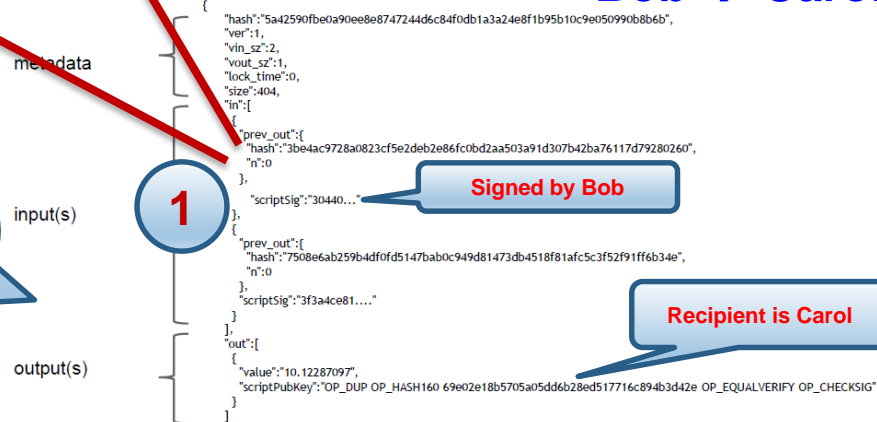 Bob Carol
{
"hash":"5a42590fbe0a90ee8e8747244d6c84f0db1a3a24e8f1b95b10c9e050990b8b6b",
"ver":1,
"vin_sz":2,
metadata
"vout_sz":1,
"lock_time":0,
"size":404,
"in":[
{
"prev_out":{
"hash":"3be4ac9728a0823cf5e2deb2e86fc0bd2aa503a91d307b42ba76117d79280260",
"n":0
},
Signed by Bob
1
"scriptSig":"30440..."
input(s)
},
{
"prev_out":{
"hash":"7508e6ab259b4df0fd5147bab0c949d81473db4518f81afc5c3f52f91ff6b34e",
"n":0
},
"scriptSig":"3f3a4ce81...."
}
Recipient is Carol
],
"out":[
{
output(s)
"value":"10.12287097",
"scriptPubKey":"OP_DUP OP_HASH160 69e02e18b5705a05dd6b28ed517716c894b3d42e OP_EQUALVERIFY OP_CHECKSIG"
}
]